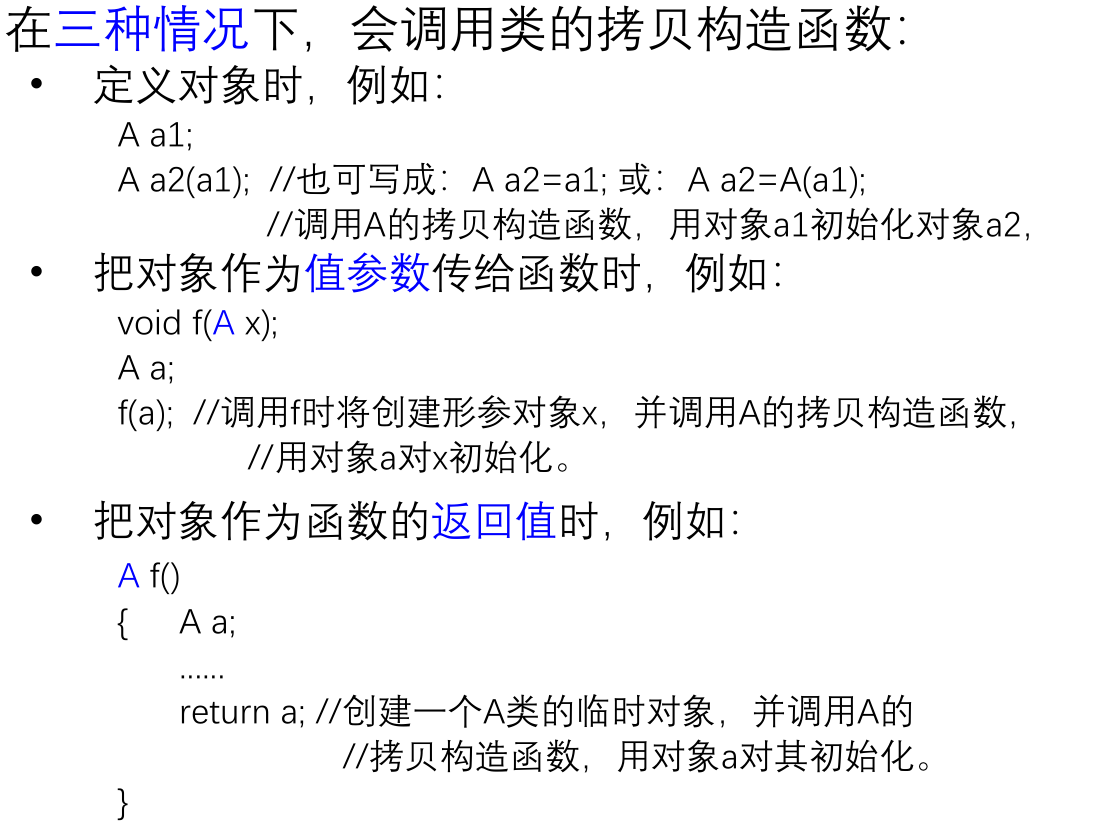 在三种情况下，会调用类的拷贝构造函数：
• 定义对象时，例如：
A a1;
A a2(a1); //也可写成：A a2=a1; 或：A a2=A(a1);
//调用A的拷贝构造函数，用对象a1初始化对象a2，
• 把对象作为值参数传给函数时，例如：
void f(A x);
A a;
f(a); //调用f时将创建形参对象x，并调用A的拷贝构造函数，
//用对象a对x初始化。
• 把对象作为函数的返回值时，例如：
A f()
{ A a;
......
return a; //创建一个A类的临时对象，并调用A的
//拷贝构造函数，用对象a对其初始化。
}